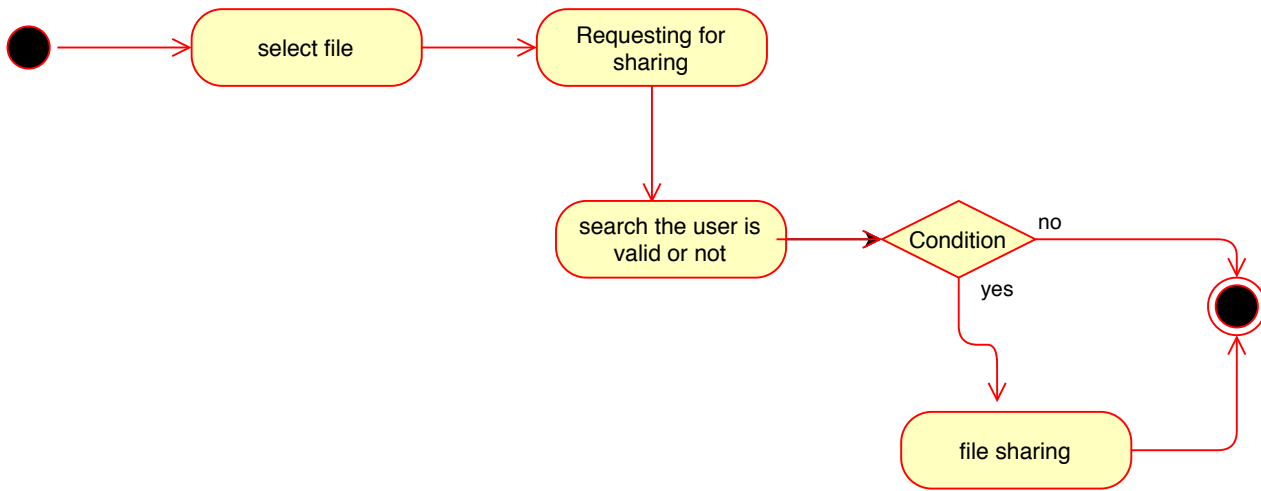 select file
Requesting for
sharing
search the user is
valid or not
Condition
no
yes
file sharing